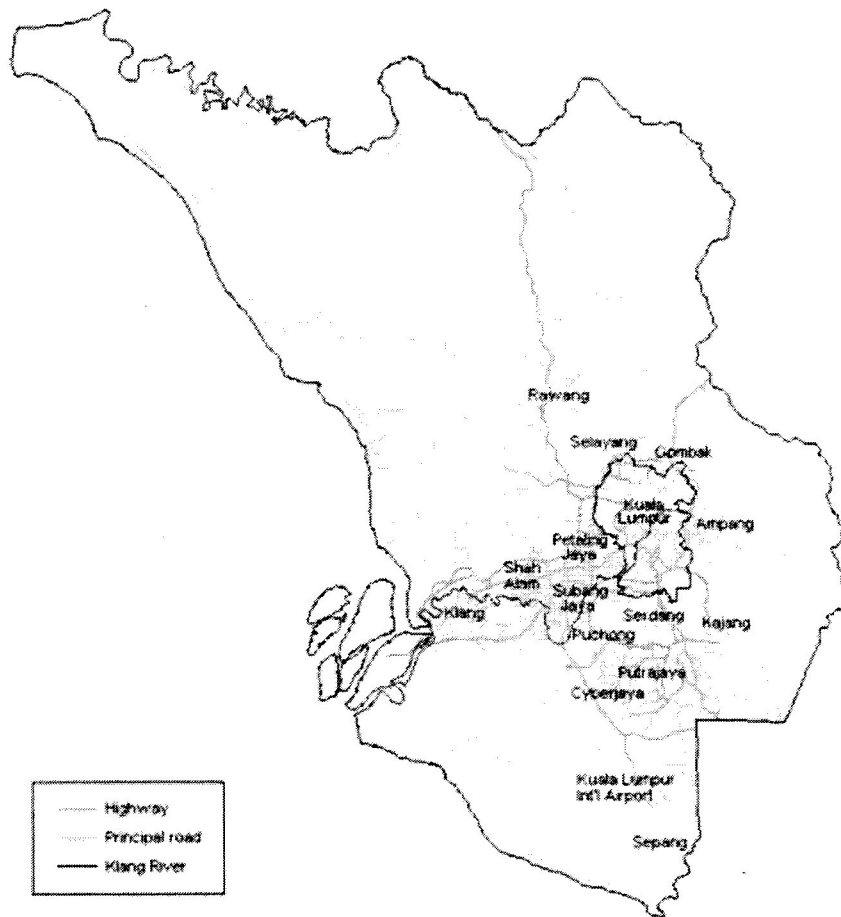 Rawang
Selayang
Gombak
Kuala
Lumpur
Ampang
Petaling
Jaya
Shah
Alam
Subang
Jaya
Klang
Serdang
Kajang
Puchong
Putrajaya
Cyberjaya
Kuala Lumpur
Int'l Airport
Sepang
Highway
Principal road
Klang River